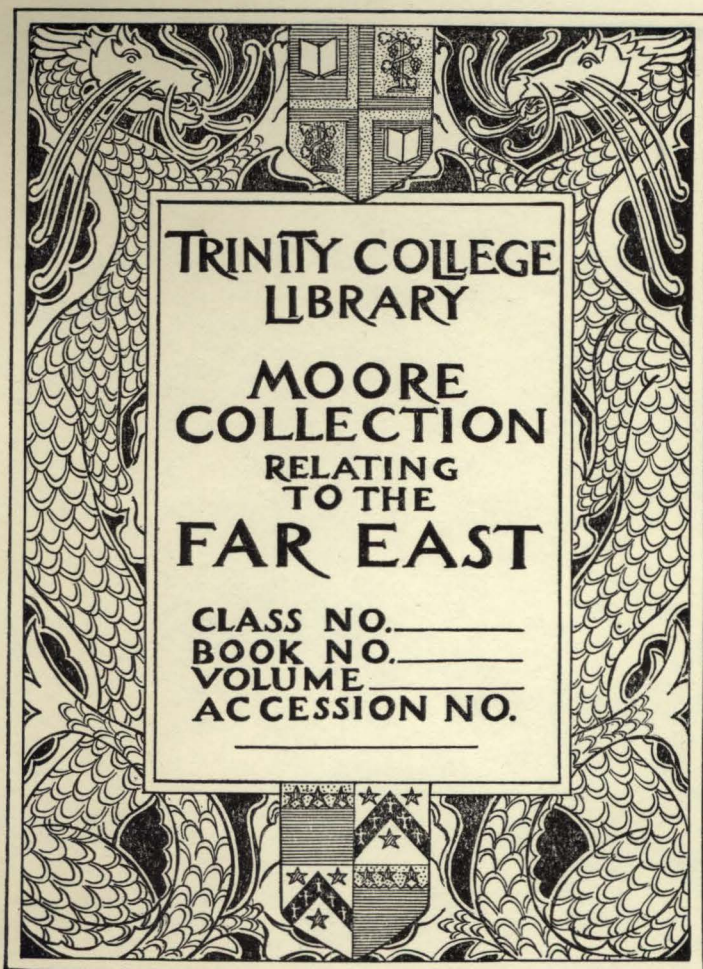 TRINITY COLLEGE
LIBRARY
MOORE
COLLECTION
RELATING
TO THE
FAR EAST
CLASS NO.
BOOK NO.
VOLUME
ACCESSION NO.